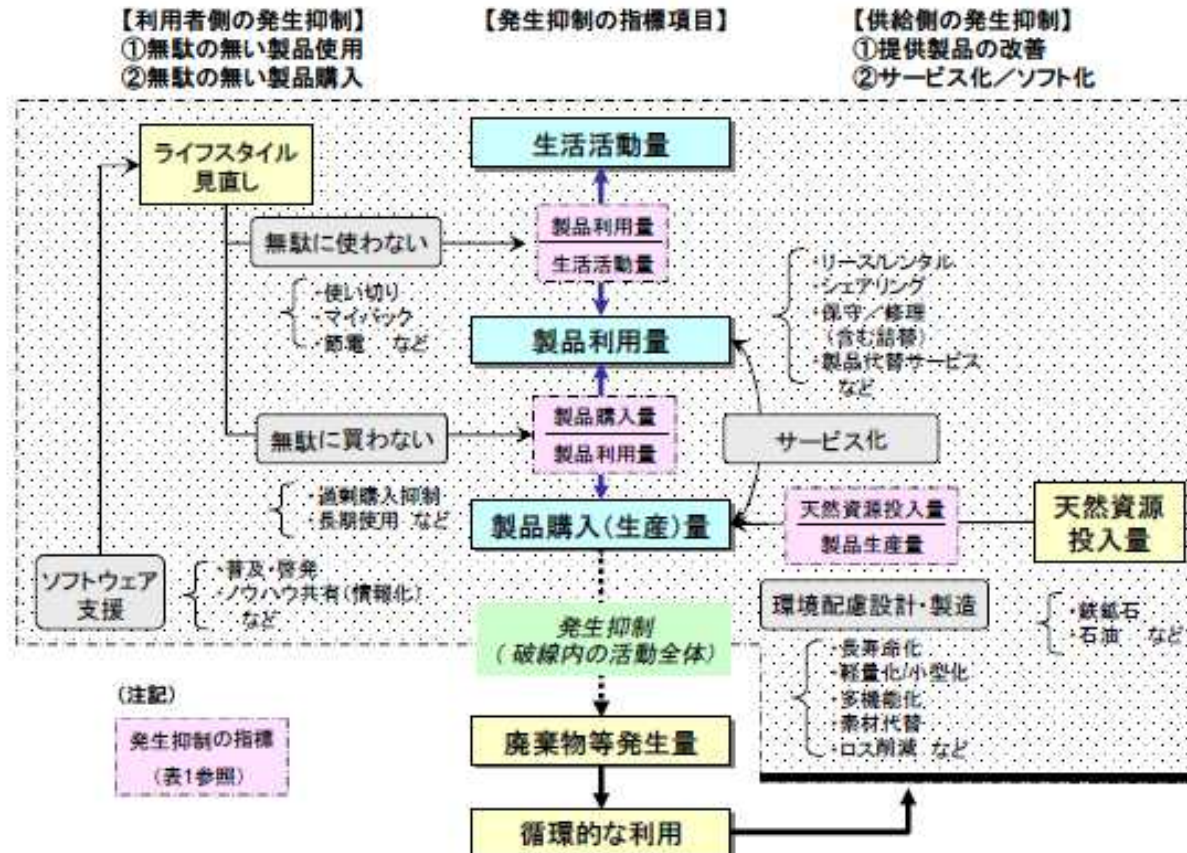 【利用者側の発生抑制】
①無駄の無い製品使用
②無駄の無い製品購入
【発生抑制の指標項目】
【供給側の発生抑制】
①提供製品の改善
②サービス化／ソフト化
ライフスタイル
見直し
生活活動量
無駄に使わない
製品利用量
生活活動量
・使い切り
・マイバック
・節電 など
製品利用量
・リース/レンタル
・シェアリング
・保守／修理
（含む詰替）
・製品代替サービス
など
無駄に買わない
製品購入量
製品利用量
サービス化
・過剰購入抑制
・長期使用 など
製品購入（生産）量
天然資源投入量
製品生産量
天然資源
投入量
ソフトウェア
支援
・普及・啓発
・ノウハウ共有（情報化）
など
環境配慮設計・製造
・鉄鉱石
・石油 など
発生抑制
（破線内の活動全体）
・長寿命化
・軽量化/小型化
・多機能化
・素材代替
・ロス削減 など
（注記）
発生抑制の指標
（表1参照）
廃棄物等発生量
循環的な利用